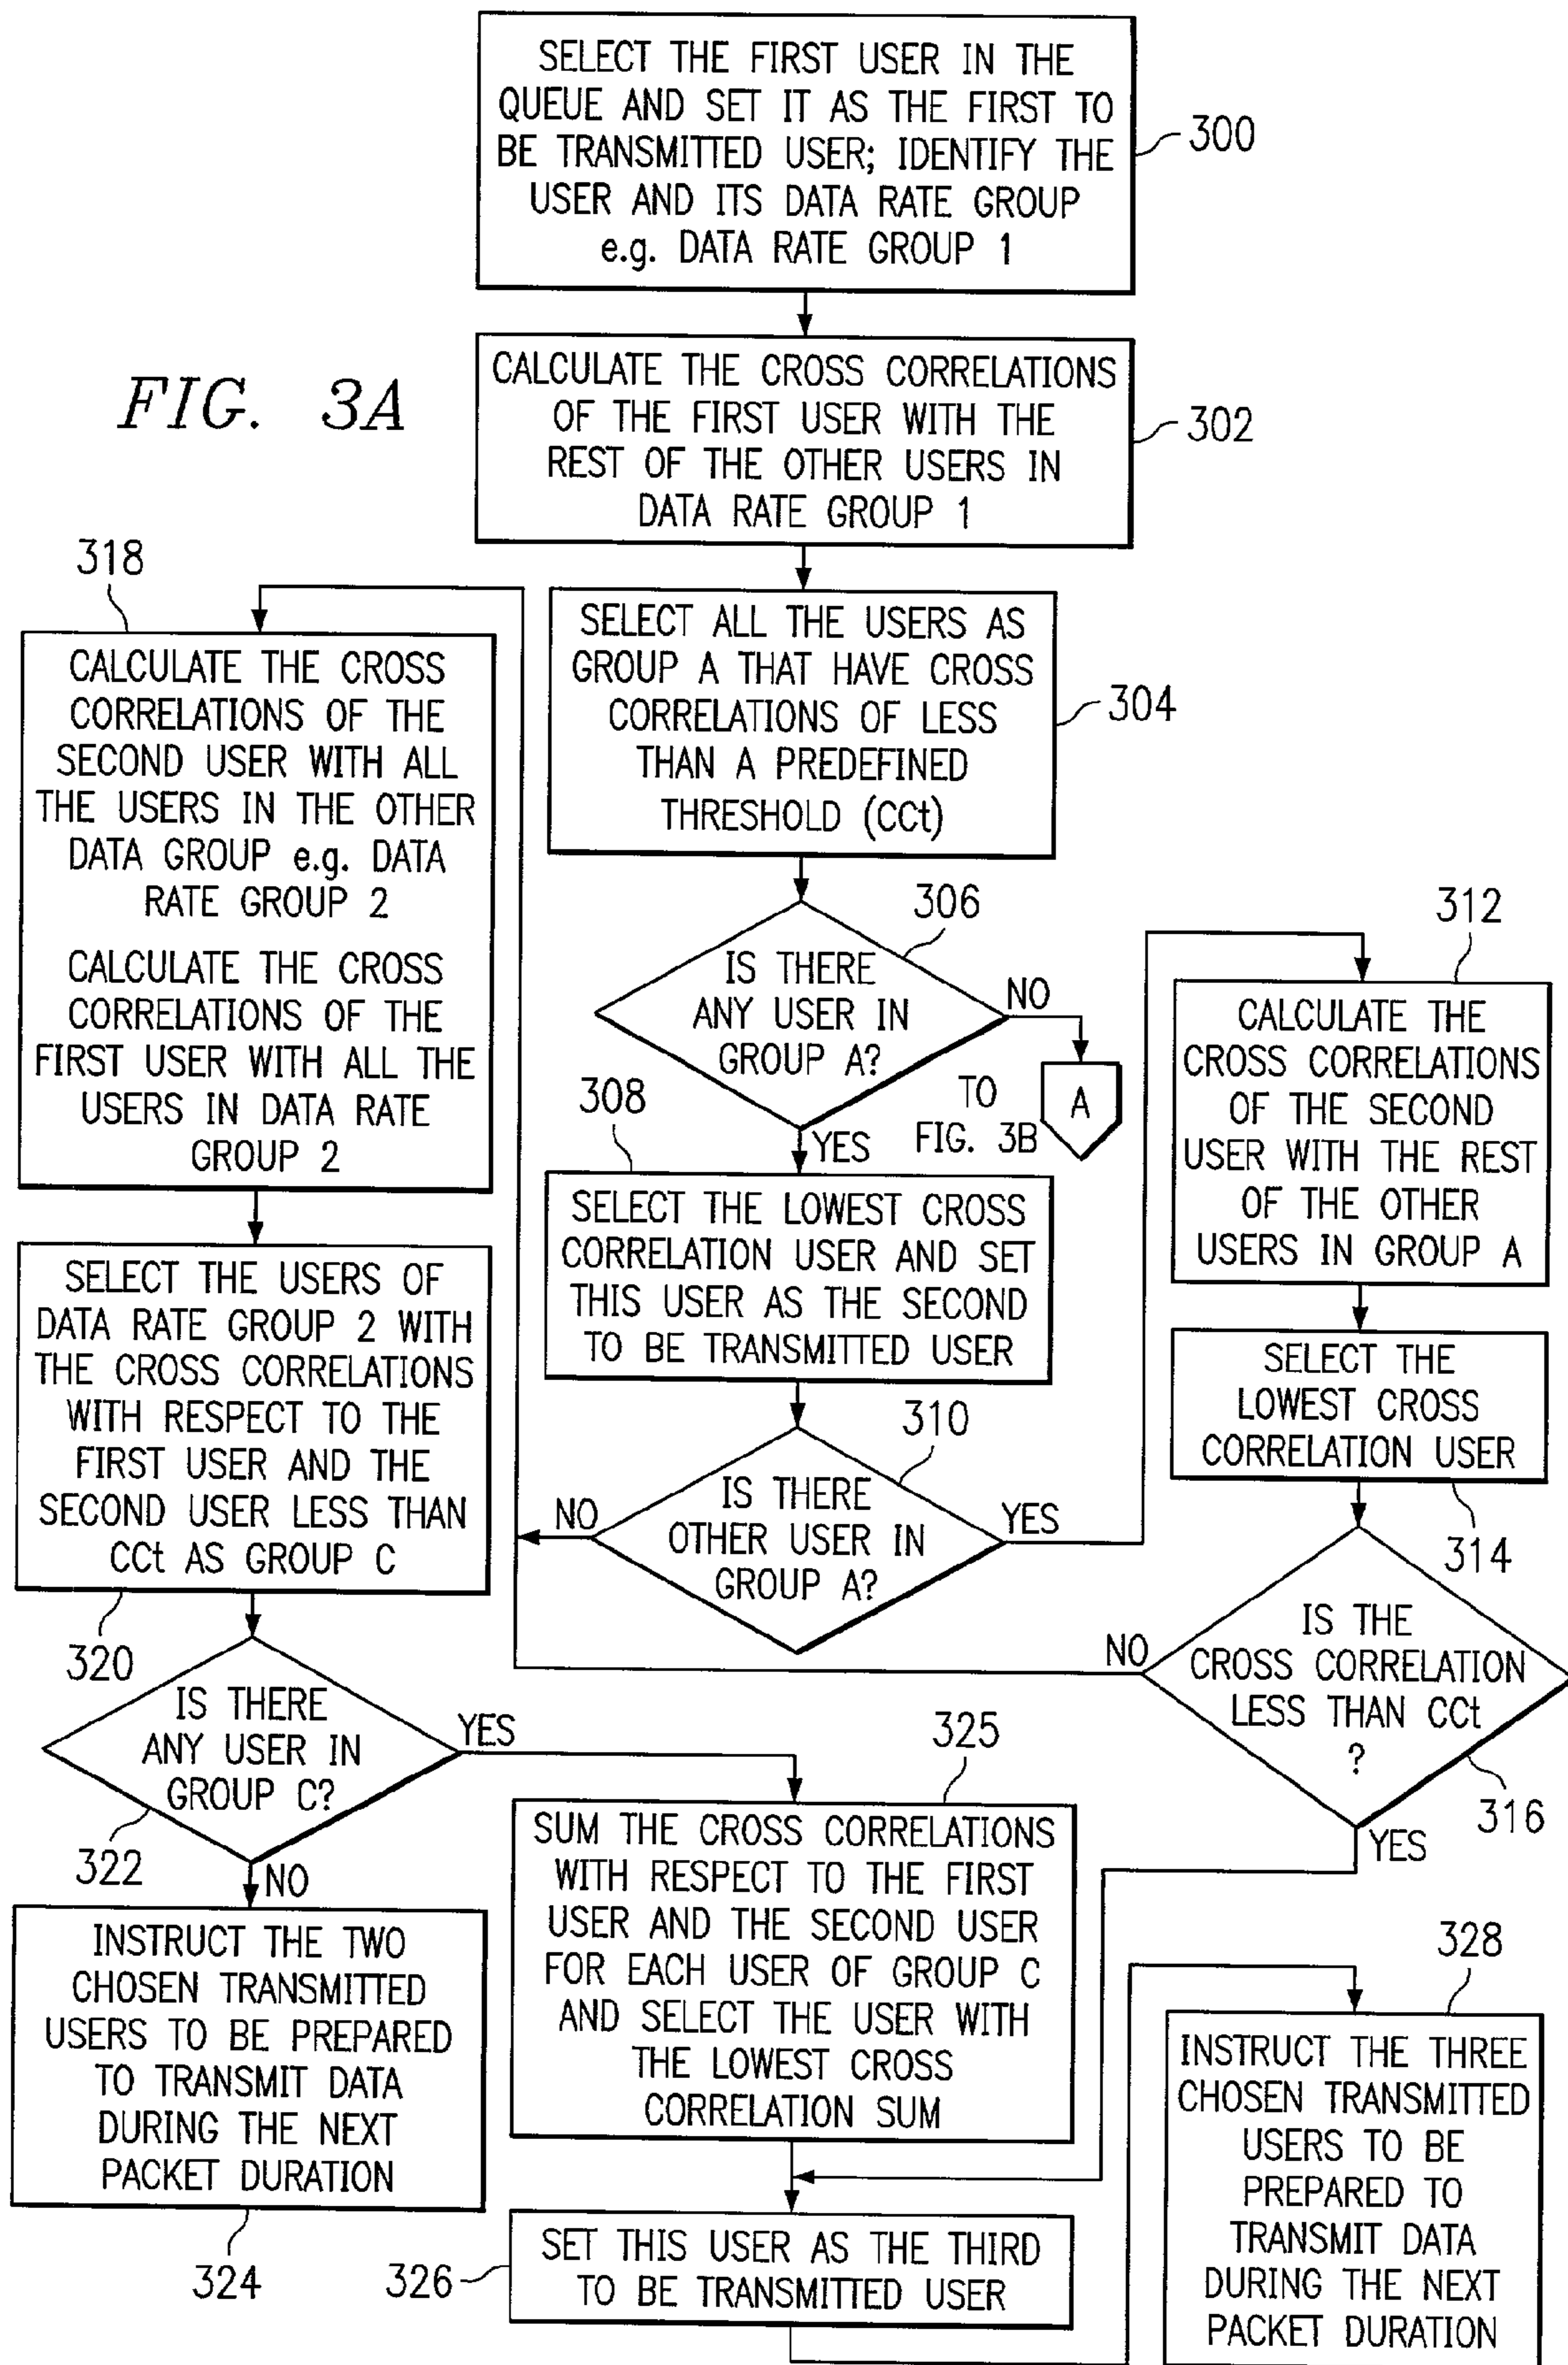 SELECT THE FIRST USER IN THE
QUEUE AND SET IT AS THE FIRST TO
BE TRANSMITTED USER; IDENTIFY THE
USER AND ITS DATA RATE GROUP
e.g. DATA RATE GROUP 1
300
FIG. 3A
CALCULATE THE CROSS CORRELATIONS
OF THE FIRST USER WITH THE
REST OF THE OTHER USERS IN
DATA RATE GROUP 1
302
SELECT ALL THE USERS AS
GROUP A THAT HAVE CROSS
CORRELATIONS OF LESS
THAN A PREDEFINED
THRESHOLD (CCt)
304
306
IS THERE
ANY USER IN
GROUP A?
NO
TO
FIG. 3B
A
YES
308
SELECT THE LOWEST CROSS
CORRELATION USER AND SET
THIS USER AS THE SECOND
TO BE TRANSMITTED USER
310
IS THERE
OTHER USER IN
GROUP A?
NO
YES
312
CALCULATE THE
CROSS CORRELATIONS
OF THE SECOND
USER WITH THE REST
OF THE OTHER
USERS IN GROUP A
SELECT THE
LOWEST CROSS
CORRELATION USER
314
IS THE
CROSS CORRELATION
LESS THAN CCt
?
NO
316
YES
318
CALCULATE THE CROSS
CORRELATIONS OF THE
SECOND USER WITH ALL
THE USERS IN THE OTHER
DATA GROUP e.g. DATA
RATE GROUP 2
CALCULATE THE CROSS
CORRELATIONS OF THE
FIRST USER WITH ALL THE
USERS IN DATA RATE
GROUP 2
SELECT THE USERS OF
DATA RATE GROUP 2 WITH
THE CROSS CORRELATIONS
WITH RESPECT TO THE
FIRST USER AND THE
SECOND USER LESS THAN
CCt AS GROUP C
320
IS THERE
ANY USER IN
GROUP C?
YES
322
NO
INSTRUCT THE TWO
CHOSEN TRANSMITTED
USERS TO BE PREPARED
TO TRANSMIT DATA
DURING THE NEXT
PACKET DURATION
324
325
SUM THE CROSS CORRELATIONS
WITH RESPECT TO THE FIRST
USER AND THE SECOND USER
FOR EACH USER OF GROUP C
AND SELECT THE USER WITH
THE LOWEST CROSS
CORRELATION SUM
326
SET THIS USER AS THE THIRD
TO BE TRANSMITTED USER
328
INSTRUCT THE THREE
CHOSEN TRANSMITTED
USERS TO BE
PREPARED TO
TRANSMIT DATA
DURING THE NEXT
PACKET DURATION